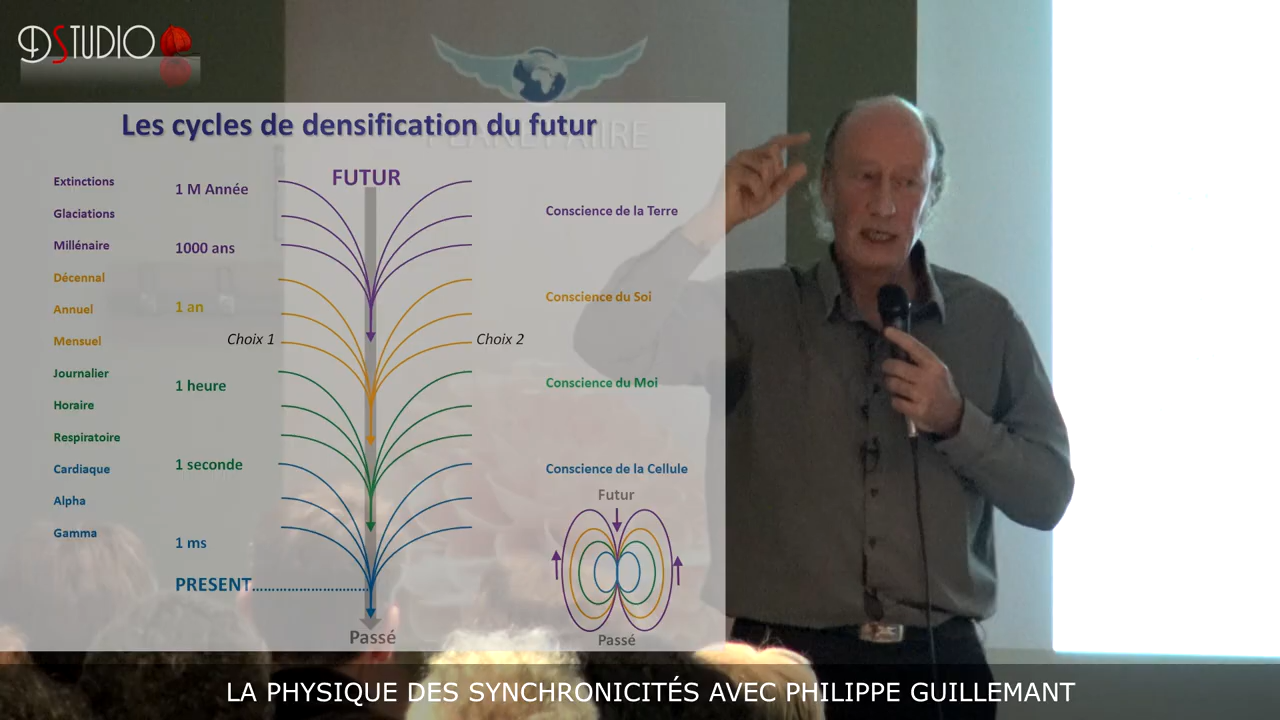 DSTUDIO
PLANET'AIRE
Les cycles de densification du futur
FUTUR
Extinctions
1 M Année
Glaciations
Conscience de la Terre
Millénaire
1000 ans
Décennal
Annuel
1 an
Conscience du Soi
Mensuel
Choix 1
Choix 2
Journalier
1 heure
Conscience du Moi
Horaire
Respiratoire
1 seconde
Cardiaque
Conscience de la Cellule
Alpha
Futur
Gamma
1 ms
PRESENT..............................
Passé
Passé
LA PHYSIQUE DES SYNCHRONICITÉS AVEC PHILIPPE GUILLEMANT